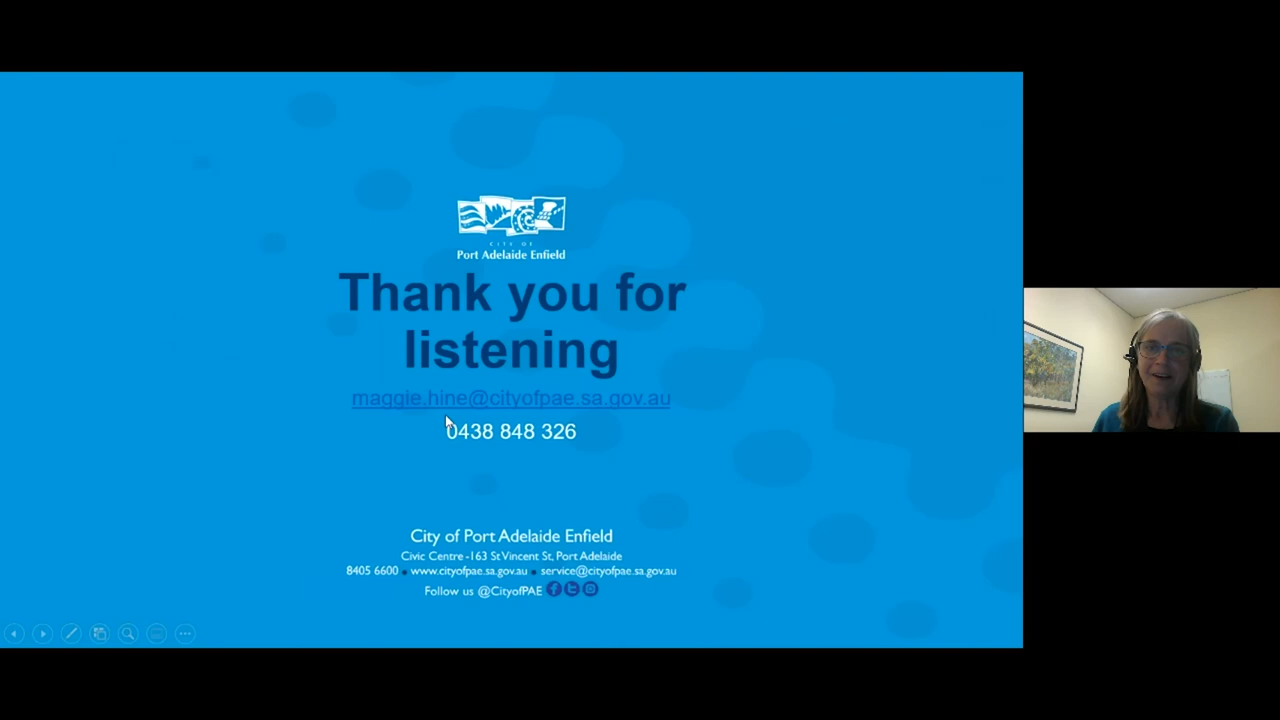 CITY OF
Port Adelaide Enfield
Thank you for
listening
maggie.hine@cityofpae.sa.gov.au
0438 848 326
City of Port Adelaide Enfield
Civic Centre -163 St Vincent St, Port Adelaide
8405 6600 • www.cityofpae.sa.gov.au • service@cityofpae.sa.gov.au
Follow us @CityofPAE